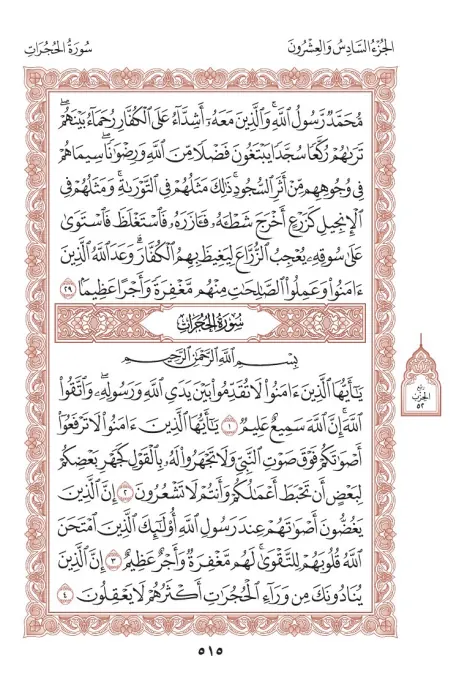 الجُزءُ السَّادِسُ وَالعِشْرُونَ
سُورَةُ الحُجُرَاتِ
مُّحَمَّدٌ رَّسُولُ ٱللَّهِۚ وَٱلَّذِينَ مَعَهُۥٓ أَشِدَّآءُ عَلَى ٱلْكُفَّارِ رُحَمَآءُ بَيْنَهُمْۖ
تَرَىٰهُمْ رُكَّعًا سُجَّدًا يَبْتَغُونَ فَضْلًا مِّنَ ٱللَّهِ وَرِضْوَٰنًاۖ سِيمَاهُمْ
فِى وُجُوهِهِم مِّنْ أَثَرِ ٱلسُّجُودِۚ ذَٰلِكَ مَثَلُهُمْ فِى ٱلتَّوْرَىٰةِۚ وَمَثَلُهُمْ فِى
ٱلْإِنجِيلِ كَزَرْعٍ أَخْرَجَ شَطْـَٔهُۥ فَـَٔازَرَهُۥ فَٱسْتَغْلَظَ فَٱسْتَوَىٰ
عَلَىٰ سُوقِهِۦ يُعْجِبُ ٱلزُّرَّاعَ لِيَغِيظَ بِهِمُ ٱلْكُفَّارَۗ وَعَدَ ٱللَّهُ ٱلَّذِينَ
ءَامَنُوا۟ وَعَمِلُوا۟ ٱلصَّٰلِحَٰتِ مِنْهُم مَّغْفِرَةً وَأَجْرًا عَظِيمًۢا ٢٩
سُورَةُ الحُجُرَاتِ
بِسْمِ ٱللَّهِ ٱلرَّحْمَٰنِ ٱلرَّحِيمِ
يَٰٓأَيُّهَا ٱلَّذِينَ ءَامَنُوا۟ لَا تُقَدِّمُوا۟ بَيْنَ يَدَىِ ٱللَّهِ وَرَسُولِهِۦۖ وَٱتَّقُوا۟
ٱللَّهَۚ إِنَّ ٱللَّهَ سَمِيعٌ عَلِيمٌ ١ يَٰٓأَيُّهَا ٱلَّذِينَ ءَامَنُوا۟ لَا تَرْفَعُوٓا۟
أَصْوَٰتَكُمْ فَوْقَ صَوْتِ ٱلنَّبِىِّ وَلَا تَجْهَرُوا۟ لَهُۥ بِٱلْقَوْلِ كَجَهْرِ بَعْضِكُمْ
لِبَعْضٍ أَن تَحْبَطَ أَعْمَٰلُكُمْ وَأَنتُمْ لَا تَشْعُرُونَ ٢ إِنَّ ٱلَّذِينَ
يَغُضُّونَ أَصْوَٰتَهُمْ عِندَ رَسُولِ ٱللَّهِ أُو۟لَٰٓئِكَ ٱلَّذِينَ ٱمْتَحَنَ
ٱللَّهُ قُلُوبَهُمْ لِلتَّقْوَىٰۚ لَهُم مَّغْفِرَةٌ وَأَجْرٌ عَظِيمٌ ٣ إِنَّ ٱلَّذِينَ
يُنَادُونَكَ مِن وَرَآءِ ٱلْحُجُرَٰتِ أَكْثَرُهُمْ لَا يَعْقِلُونَ ٤
ربع
الحزب
٥٢
٥١٥